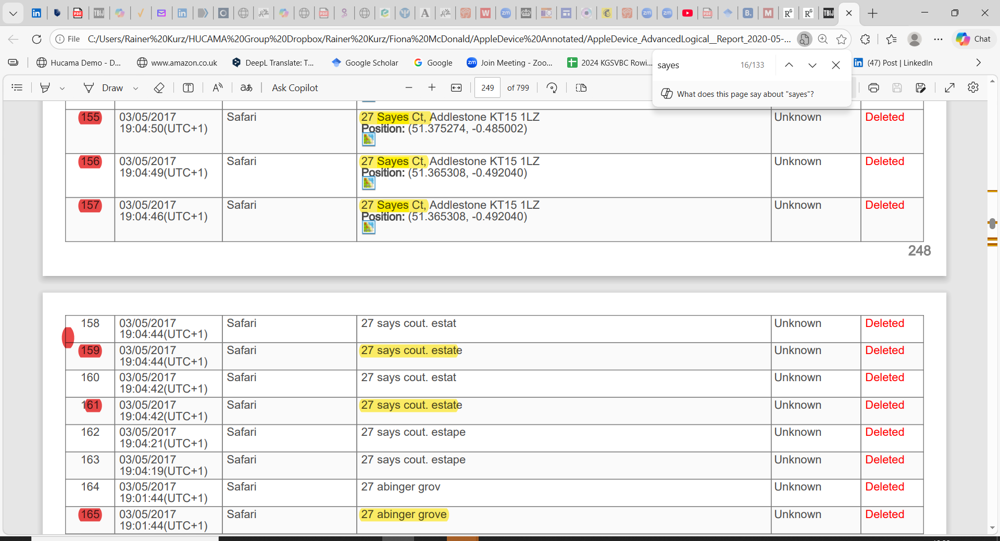 File
C:/Users/Rainer%20Kurz/HUCAMA%20Group%20Dropbox/Rainer%20Kurz/Fiona%20McDonald/AppleDevice%20Annotated/AppleDevice_AdvancedLogical__Report_2020-05-...
Chat
Hucama Demo - D... www.amazon.co.uk DeepL Translate: T... Google Scholar Google Join Meeting - Zoo... 2024 KGSVBC Rowi... (47) Post | LinkedIn
sayes 16/133
What does this page say about "sayes"?
Draw Ask Copilot 249 of 799
155 03/05/2017 Safari 27 Sayes Ct, Addlestone KT15 1LZ Unknown Deleted
19:04:50(UTC+1) Position: (51.375274, -0.485002)
156 03/05/2017 Safari 27 Sayes Ct, Addlestone KT15 1LZ Unknown Deleted
19:04:49(UTC+1) Position: (51.365308, -0.492040)
157 03/05/2017 Safari 27 Sayes Ct, Addlestone KT15 1LZ Unknown Deleted
19:04:46(UTC+1) Position: (51.365308, -0.492040)
248
158 03/05/2017 Safari 27 says cout. estat Unknown Deleted
19:04:44(UTC+1)
159 03/05/2017 Safari 27 says cout. estate Unknown Deleted
19:04:44(UTC+1)
160 03/05/2017 Safari 27 says cout. estat Unknown Deleted
19:04:42(UTC+1)
161 03/05/2017 Safari 27 says cout. estate Unknown Deleted
19:04:42(UTC+1)
162 03/05/2017 Safari 27 says cout. estape Unknown Deleted
19:04:21(UTC+1)
163 03/05/2017 Safari 27 says cout. estape Unknown Deleted
19:04:19(UTC+1)
164 03/05/2017 Safari 27 abinger grov Unknown Deleted
19:01:44(UTC+1)
165 03/05/2017 Safari 27 abinger grove Unknown Deleted
19:01:44(UTC+1)